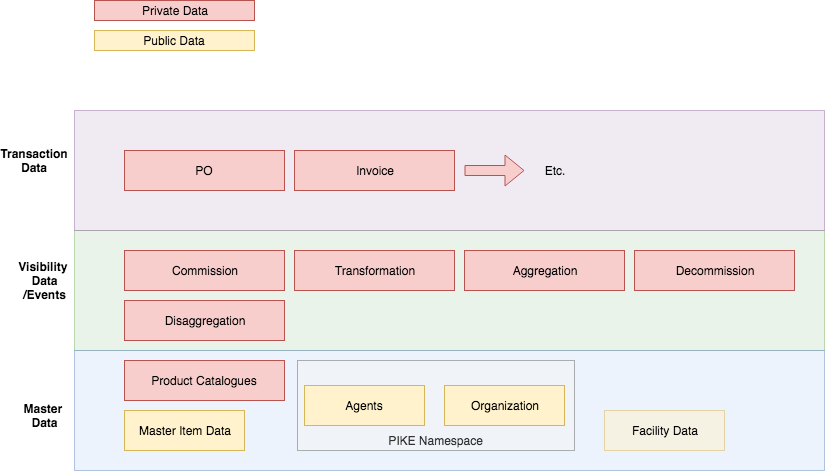 Private Data
Public Data
Transaction
Data
PO
Invoice
Etc.
Visibility
Data
/Events
Commission
Transformation
Aggregation
Decommission
Disaggregation
Master
Data
Product Catalogues
Master Item Data
Agents
Organization
PIKE Namespace
Facility Data